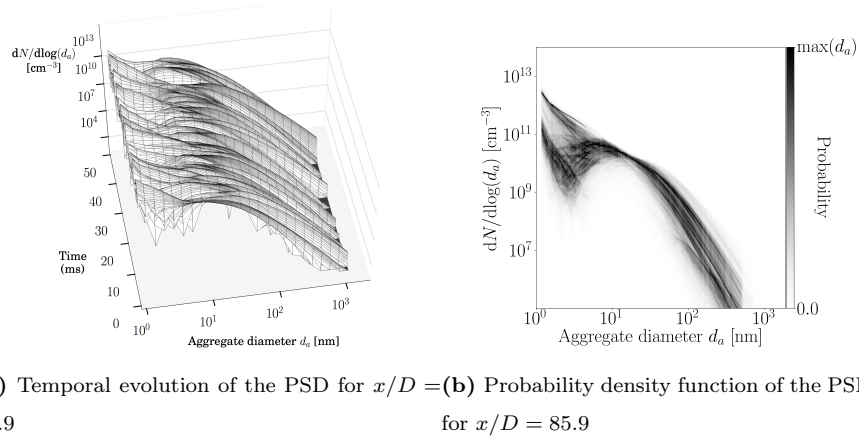 10^13
dN/dlog(d_a)
[cm^−3]
10^10
10^7
10^4
50
40
30
Time
(ms)
20
10
0
10^0
10^1
10^2
10^3
Aggregate diameter d_a [nm]
max(d_a)
10^13
10^11
10^9
10^7
dN/dlog(d_a) [cm^−3]
Probability
0.0
10^0
10^1
10^2
10^3
Aggregate diameter d_a [nm]
) Temporal evolution of the PSD for x/D =
.9
(b) Probability density function of the PSD
for x/D = 85.9